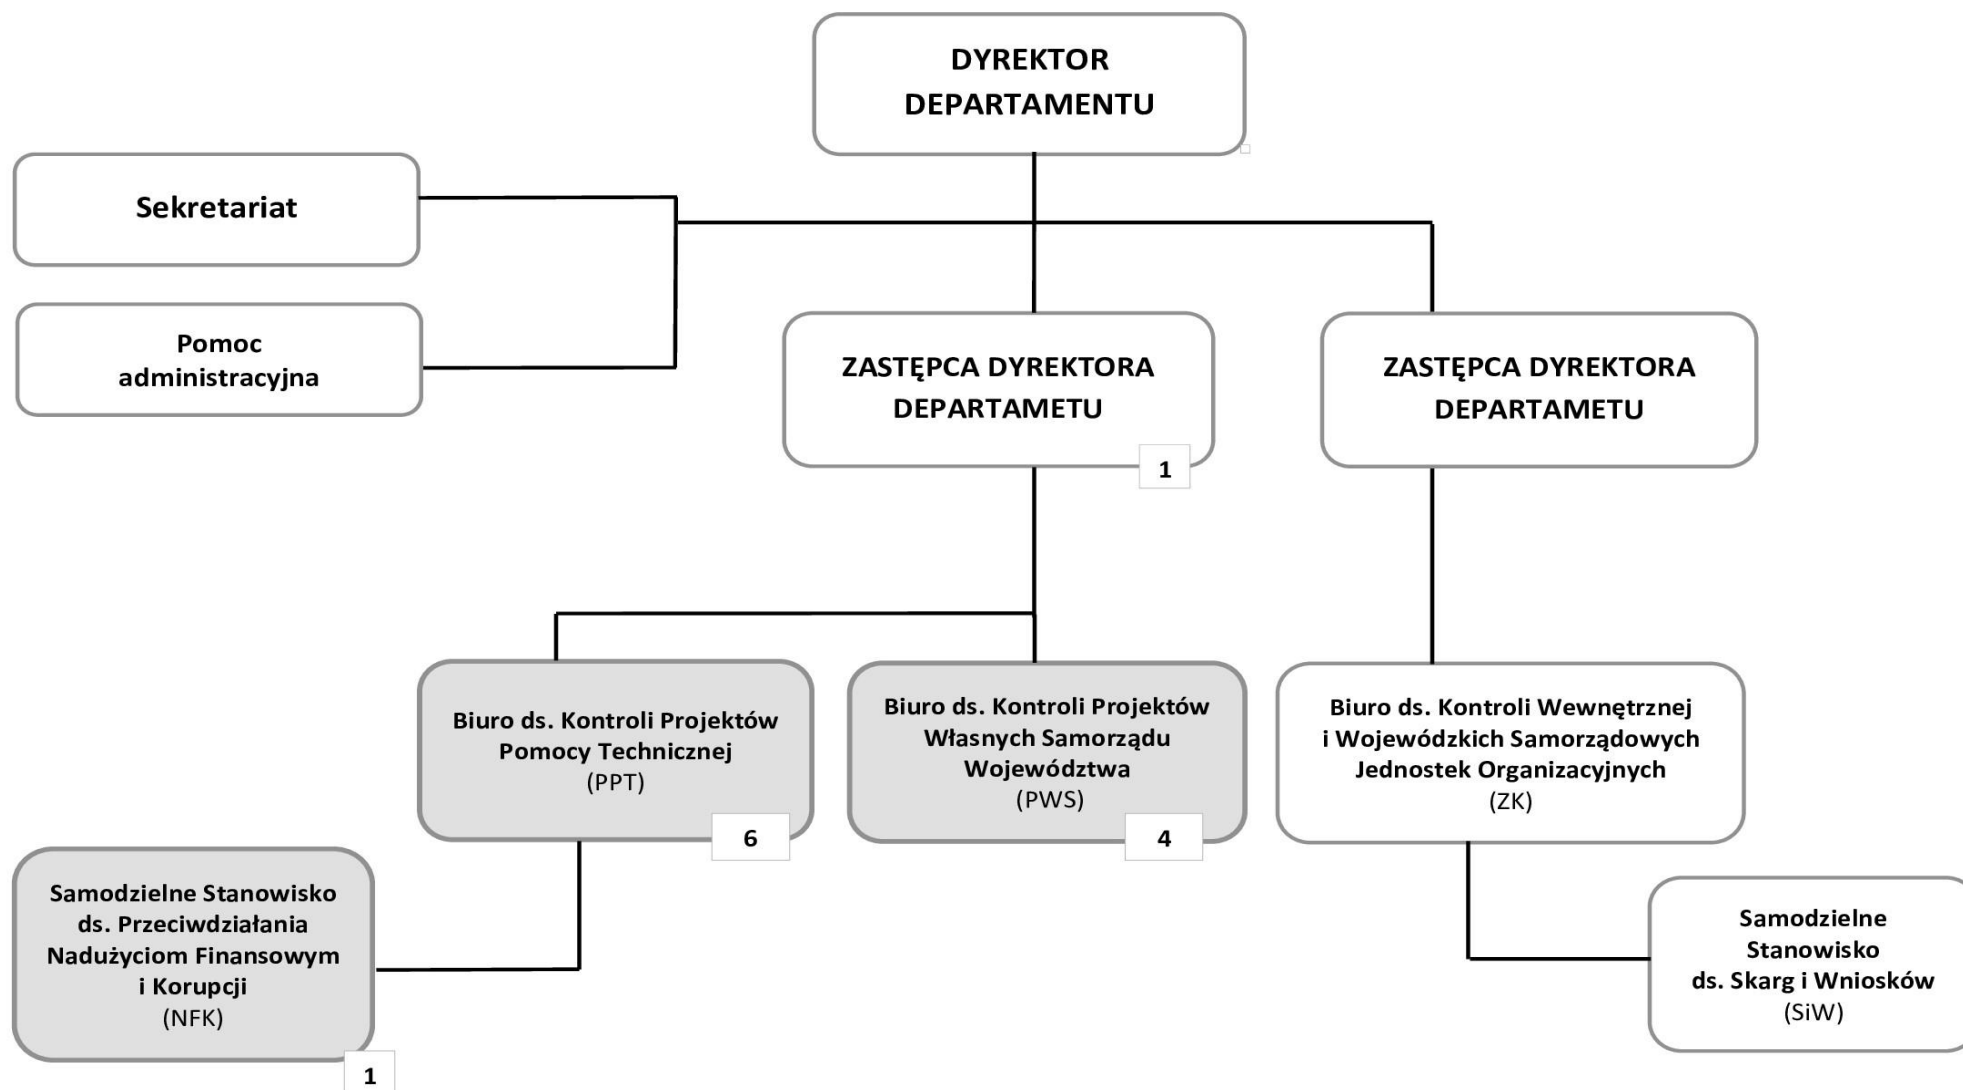 DYREKTOR
DEPARTAMENTU
Sekretariat
Pomoc
administracyjna
ZASTĘPCA DYREKTORA
DEPARTAMETU
1
ZASTĘPCA DYREKTORA
DEPARTAMETU
Biuro ds. Kontroli Projektów
Pomocy Technicznej
(PPT)
6
Biuro ds. Kontroli Projektów
Własnych Samorządu
Województwa
(PWS)
4
Biuro ds. Kontroli Wewnętrznej
i Wojewódzkich Samorządowych
Jednostek Organizacyjnych
(ZK)
Samodzielne Stanowisko
ds. Przeciwdziałania
Nadużyciom Finansowym
i Korupcji
(NFK)
1
Samodzielne
Stanowisko
ds. Skarg i Wniosków
(SiW)